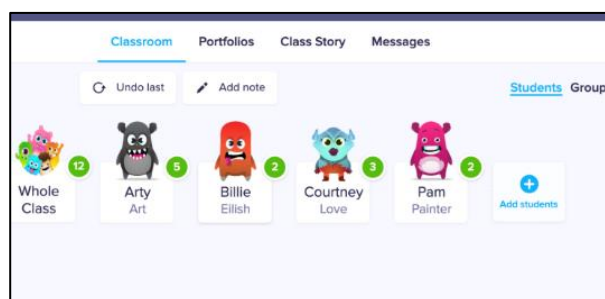 Classroom Portfolios Class Story Messages
Undo last Add note Students Group
12 5 2 3 2
Whole Class
Arty
Art
Billie
Eilish
Courtney
Love
Pam
Painter
Add students